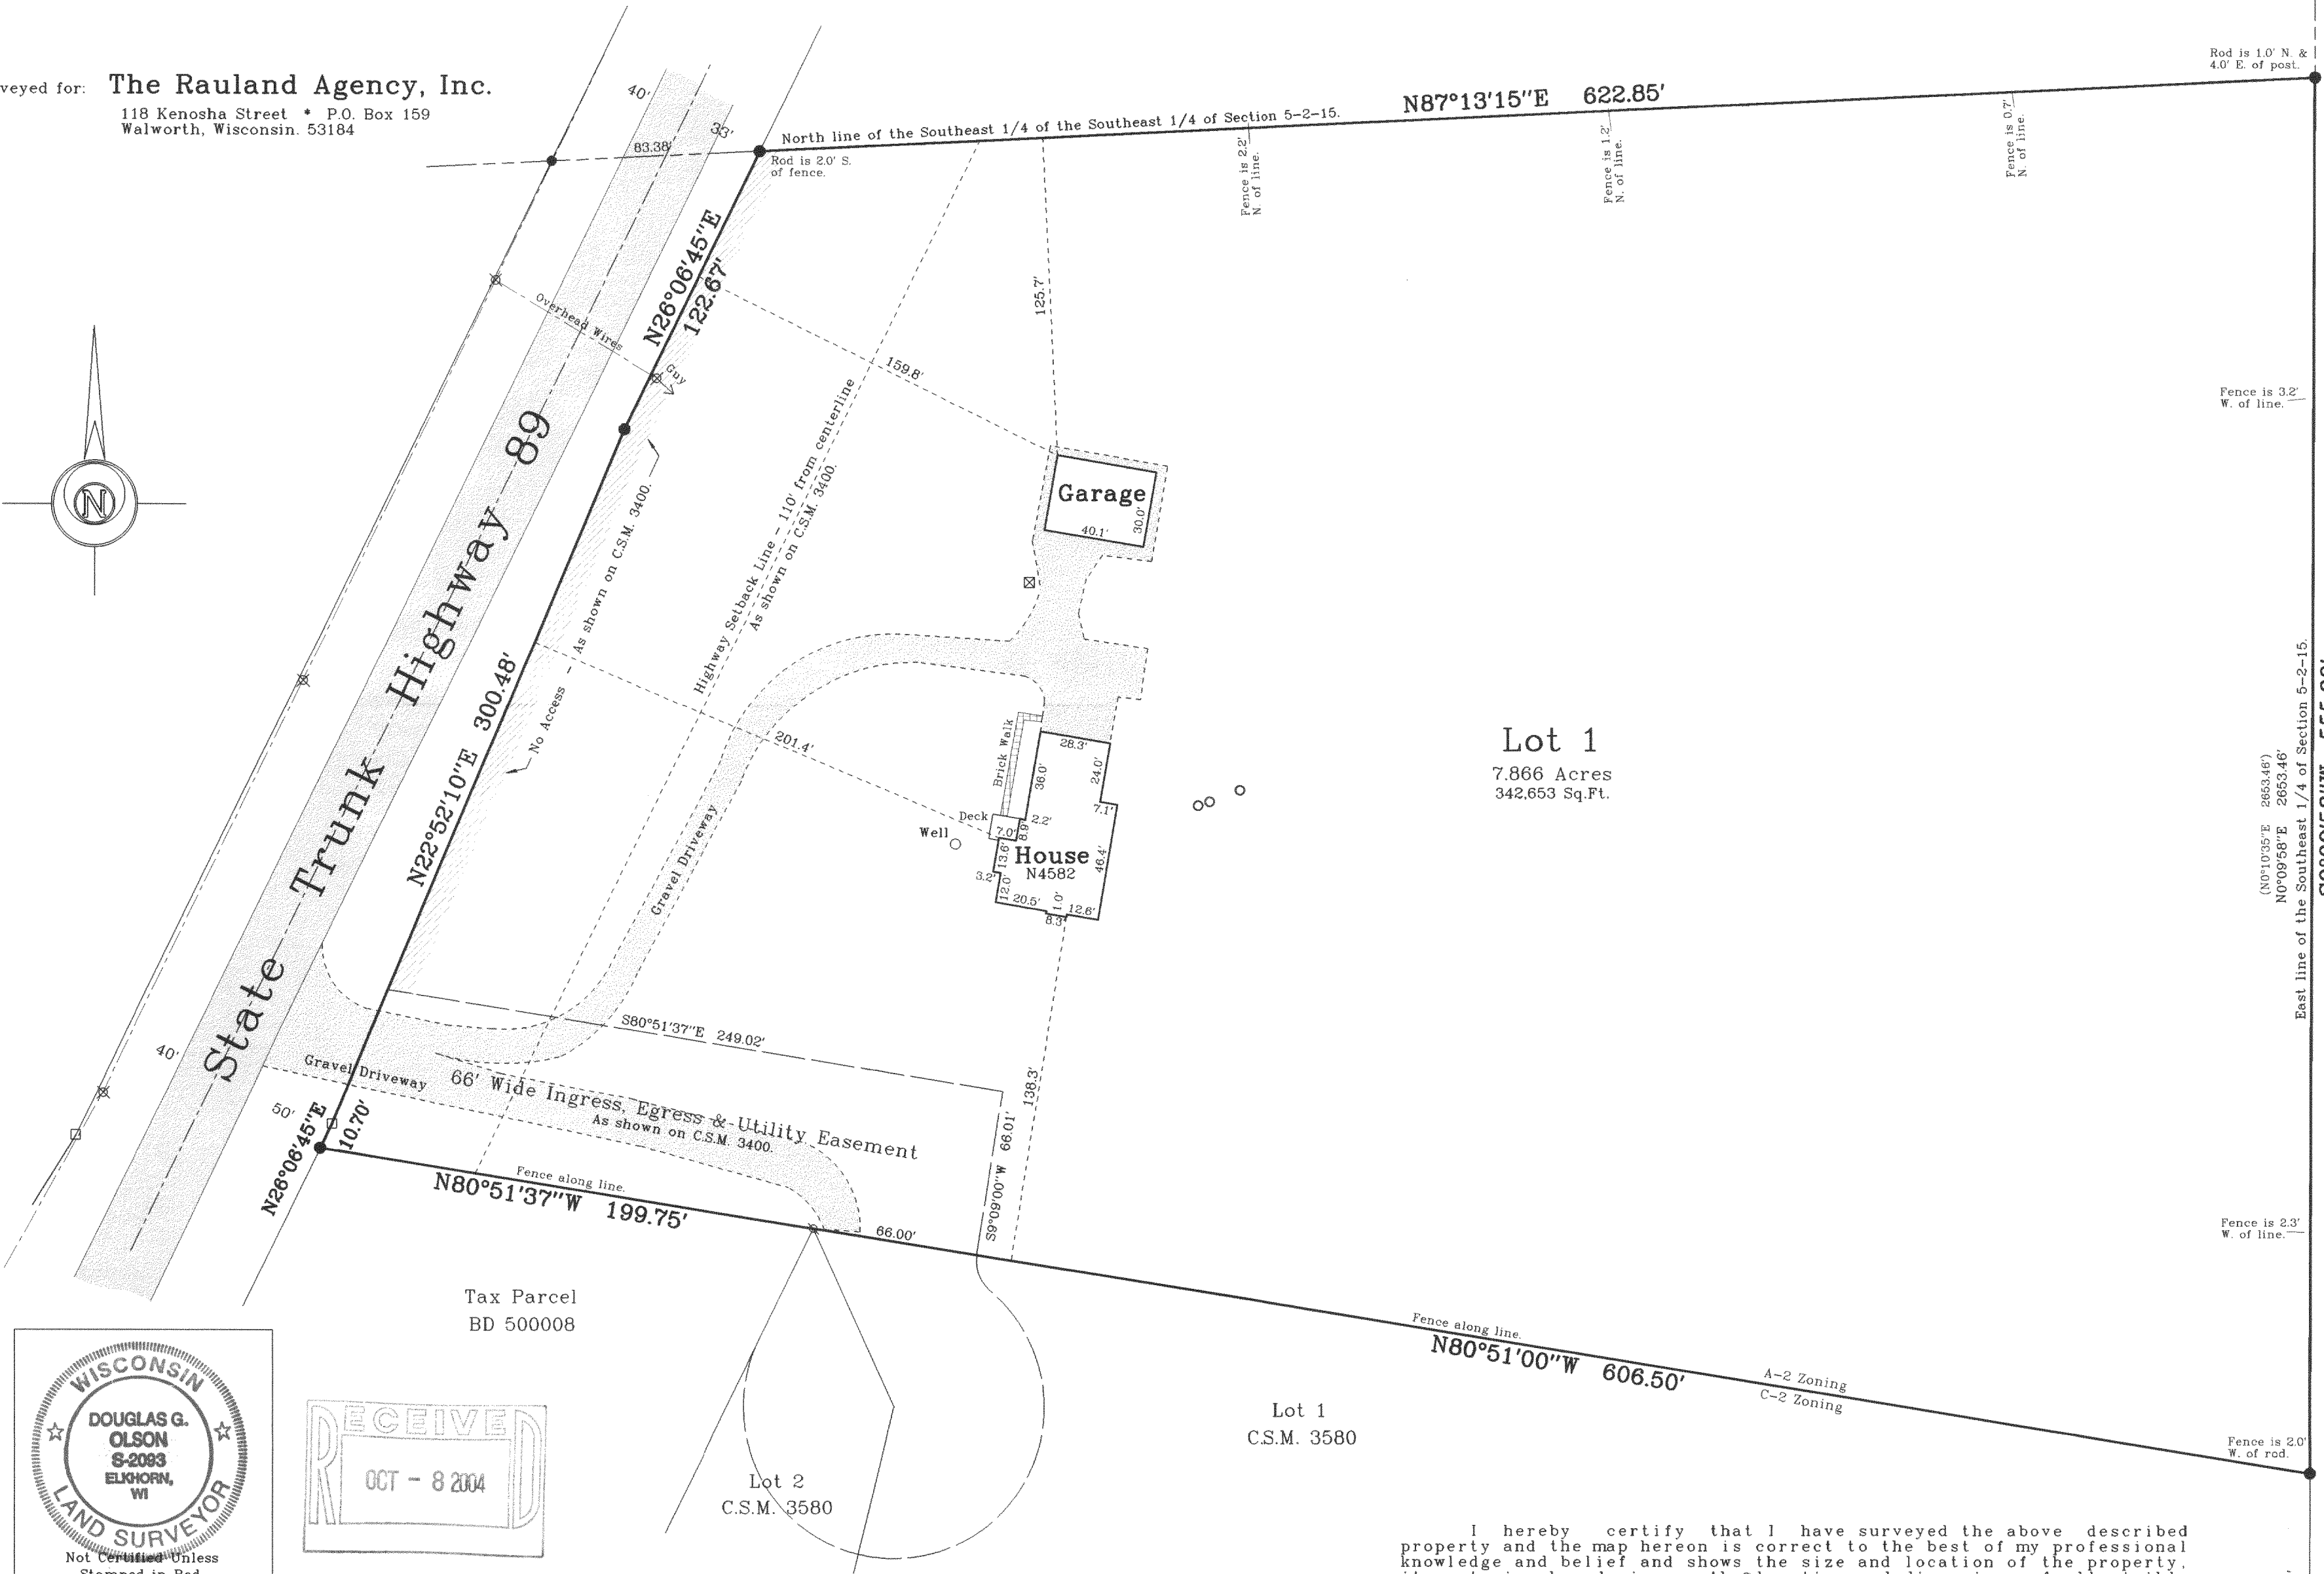 veyed for: The Rauland Agency, Inc.
118 Kenosha Street * P.O. Box 159
Walworth, Wisconsin. 53184
Rod is 1.0' N. &
4.0' E. of post.
N87°13'15"E 622.85'
North line of the Southeast 1/4 of the Southeast 1/4 of Section 5-2-15.
40'
33'
83.38'
Rod is 2.0' S.
of fence.
Fence is 2.2'
N. of line.
Fence is 1.2'
N. of line.
Fence is 0.7'
N. of line.
N26°06'45"E
122.67'
Overhead Wires
Guy
125.7'
159.8'
Fence is 3.2'
W. of line.
N
State Trunk Highway 89
Highway Setback Line - 110' from centerline
As shown on C.S.M. 3400.
No Access - As shown on C.S.M. 3400.
Garage
40.1'
30.0'
N22°52'10"E 300.48'
201.4'
Gravel Driveway
Brick Walk
28.3'
36.0'
24.0'
7.1'
Deck
2.2'
7.0'
8.9'
Well
House
N4582
13.6'
46.4'
3.2'
12.0'
20.5'
1.0'
12.6'
8.3'
Lot 1
7.866 Acres
342,653 Sq.Ft.
(N0°10'35"E 2653.46')
N0°09'58"E 2653.46'
East line of the Southeast 1/4 of Section 5-2-15.
S80°51'37"E 249.02'
40'
Gravel Driveway
66' Wide Ingress, Egress & Utility Easement
As shown on C.S.M. 3400.
138.3'
S9°09'00"W 66.01'
50'
N26°06'45"E
10.70'
Fence along line.
N80°51'37"W 199.75'
66.00'
Fence is 2.3'
W. of line.
Tax Parcel
BD 500008
Fence along line.
N80°51'00"W 606.50'
A-2 Zoning
C-2 Zoning
Lot 1
C.S.M. 3580
Fence is 2.0'
W. of rod.
Lot 2
C.S.M. 3580
WISCONSIN
DOUGLAS G.
OLSON
S-2093
ELKHORN,
WI
LAND SURVEYOR
Not Certified Unless
Stamped in Red
RECEIVED
OCT - 8 2004
I hereby certify that I have surveyed the above described
property and the map hereon is correct to the best of my professional
knowledge and belief and shows the size and location of the property,